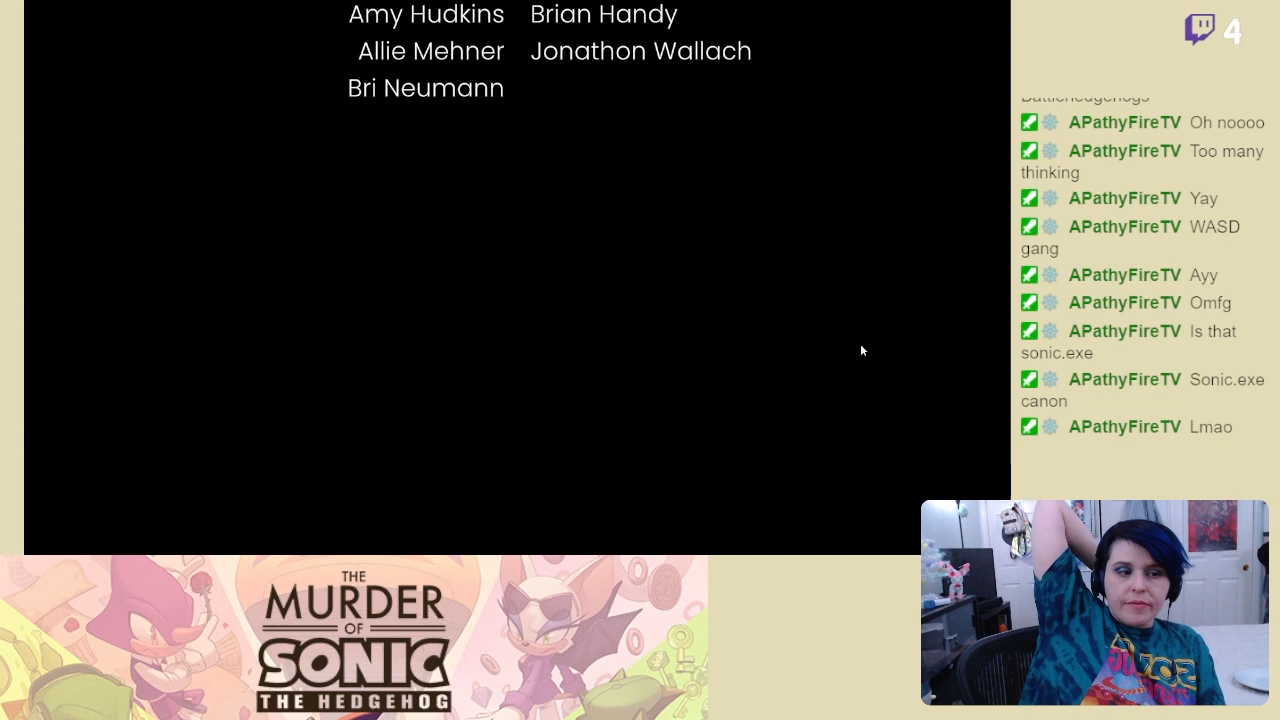 Amy Hudkins Brian Handy
Allie Mehner Jonathon Wallach
Bri Neumann
4
Battlehedgehogs
APathyFireTV Oh noooo
APathyFireTV Too many
thinking
APathyFireTV Yay
APathyFireTV WASD
gang
APathyFireTV Ayy
APathyFireTV Omfg
APathyFireTV Is that
sonic.exe
APathyFireTV Sonic.exe
canon
APathyFireTV Lmao
THE
MURDER
OF
SONIC
THE HEDGEHOG